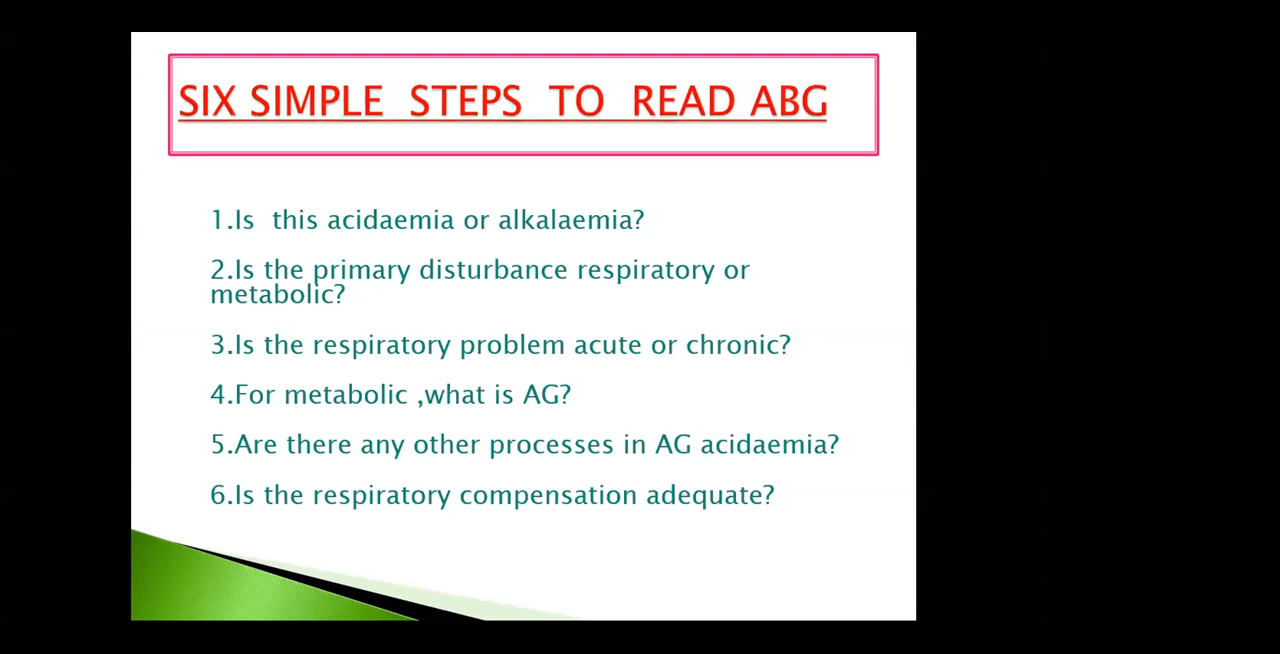 SIX SIMPLE STEPS TO READ ABG
1.Is this acidaemia or alkalaemia?
2.Is the primary disturbance respiratory or
metabolic?
3.Is the respiratory problem acute or chronic?
4.For metabolic ,what is AG?
5.Are there any other processes in AG acidaemia?
6.Is the respiratory compensation adequate?